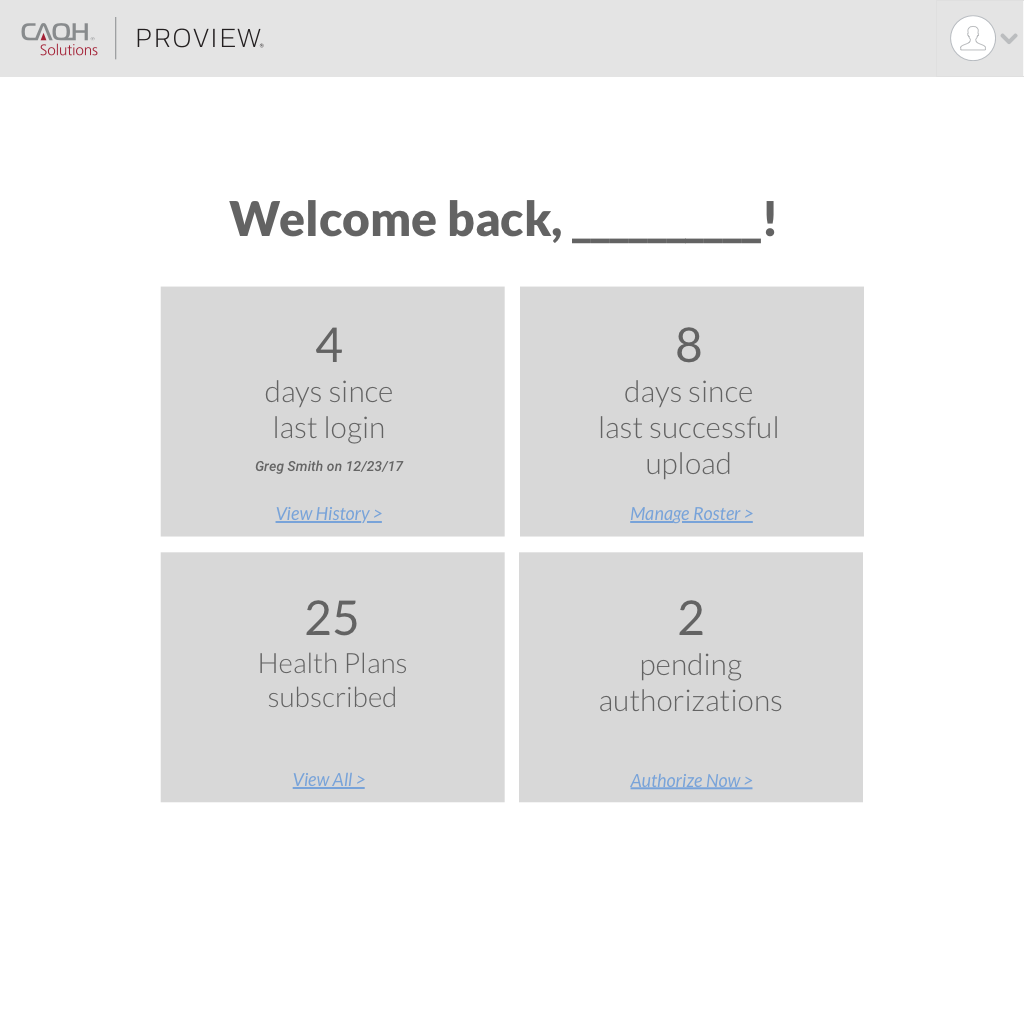 CAQH
Solutions
PROVIEW®
Welcome back, __________!
4
days since
last login
Greg Smith on 12/23/17
View History >
8
days since
last successful
upload
Manage Roster >
25
Health Plans
subscribed
View All >
2
pending
authorizations
Authorize Now >